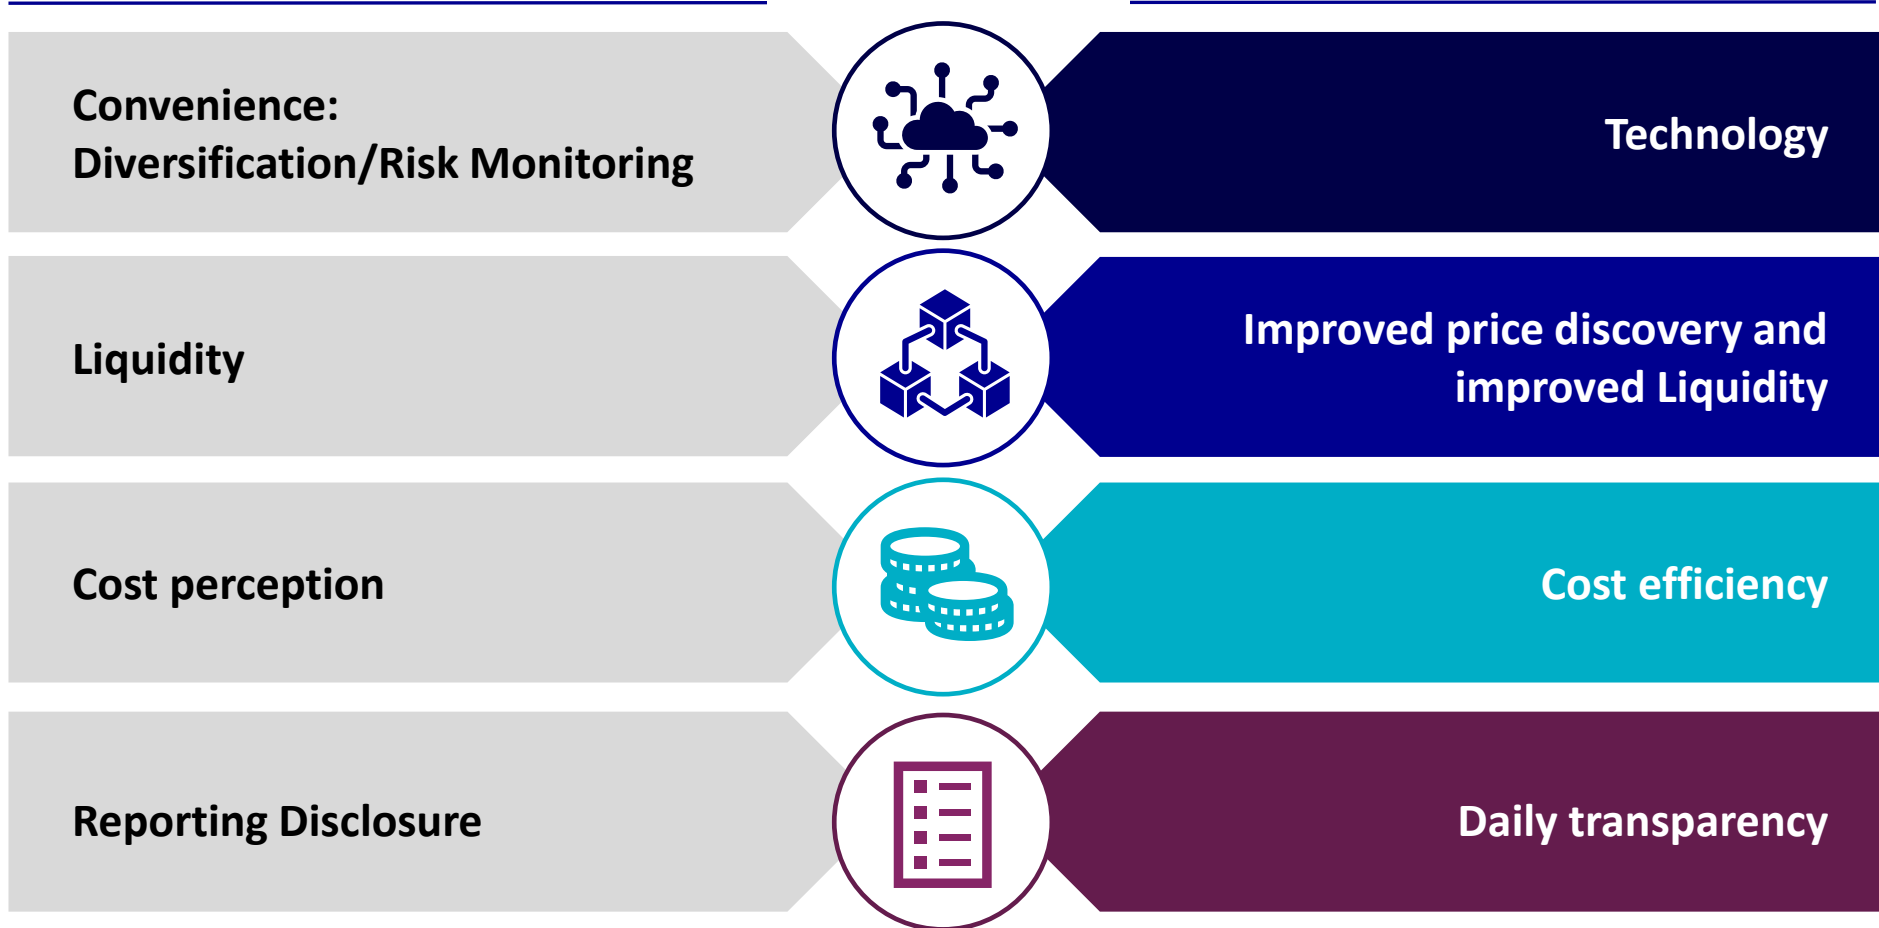 Convenience:
Diversification/Risk Monitoring
Technology
Liquidity
Improved price discovery and
improved Liquidity
Cost perception
Cost efficiency
Reporting Disclosure
Daily transparency